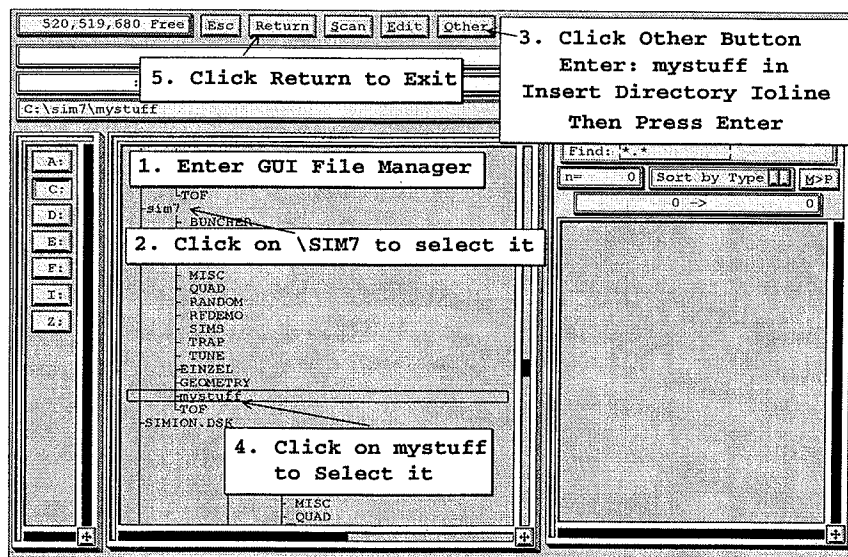 520,519,680 Free Esc Return Scan Edit Other
3. Click Other Button
Enter: mystuff in
Insert Directory Ioline
Then Press Enter
5. Click Return to Exit
C:\sim7\mystuff
A:
C:
D:
E:
F:
I:
Z:
1. Enter GUI File Manager
TOF
sim7
BUNCHER
2. Click on \SIM7 to select it
MISC
QUAD
RANDOM
RFDEMO
SIMS
TRAP
TUNE
EINZEL
GEOMETRY
mystuff
TOF
SIMION.DSK
4. Click on mystuff
to Select it
MISC
QUAD
Find: *.*
n= 0 Sort by Type M>P
0 -> 0